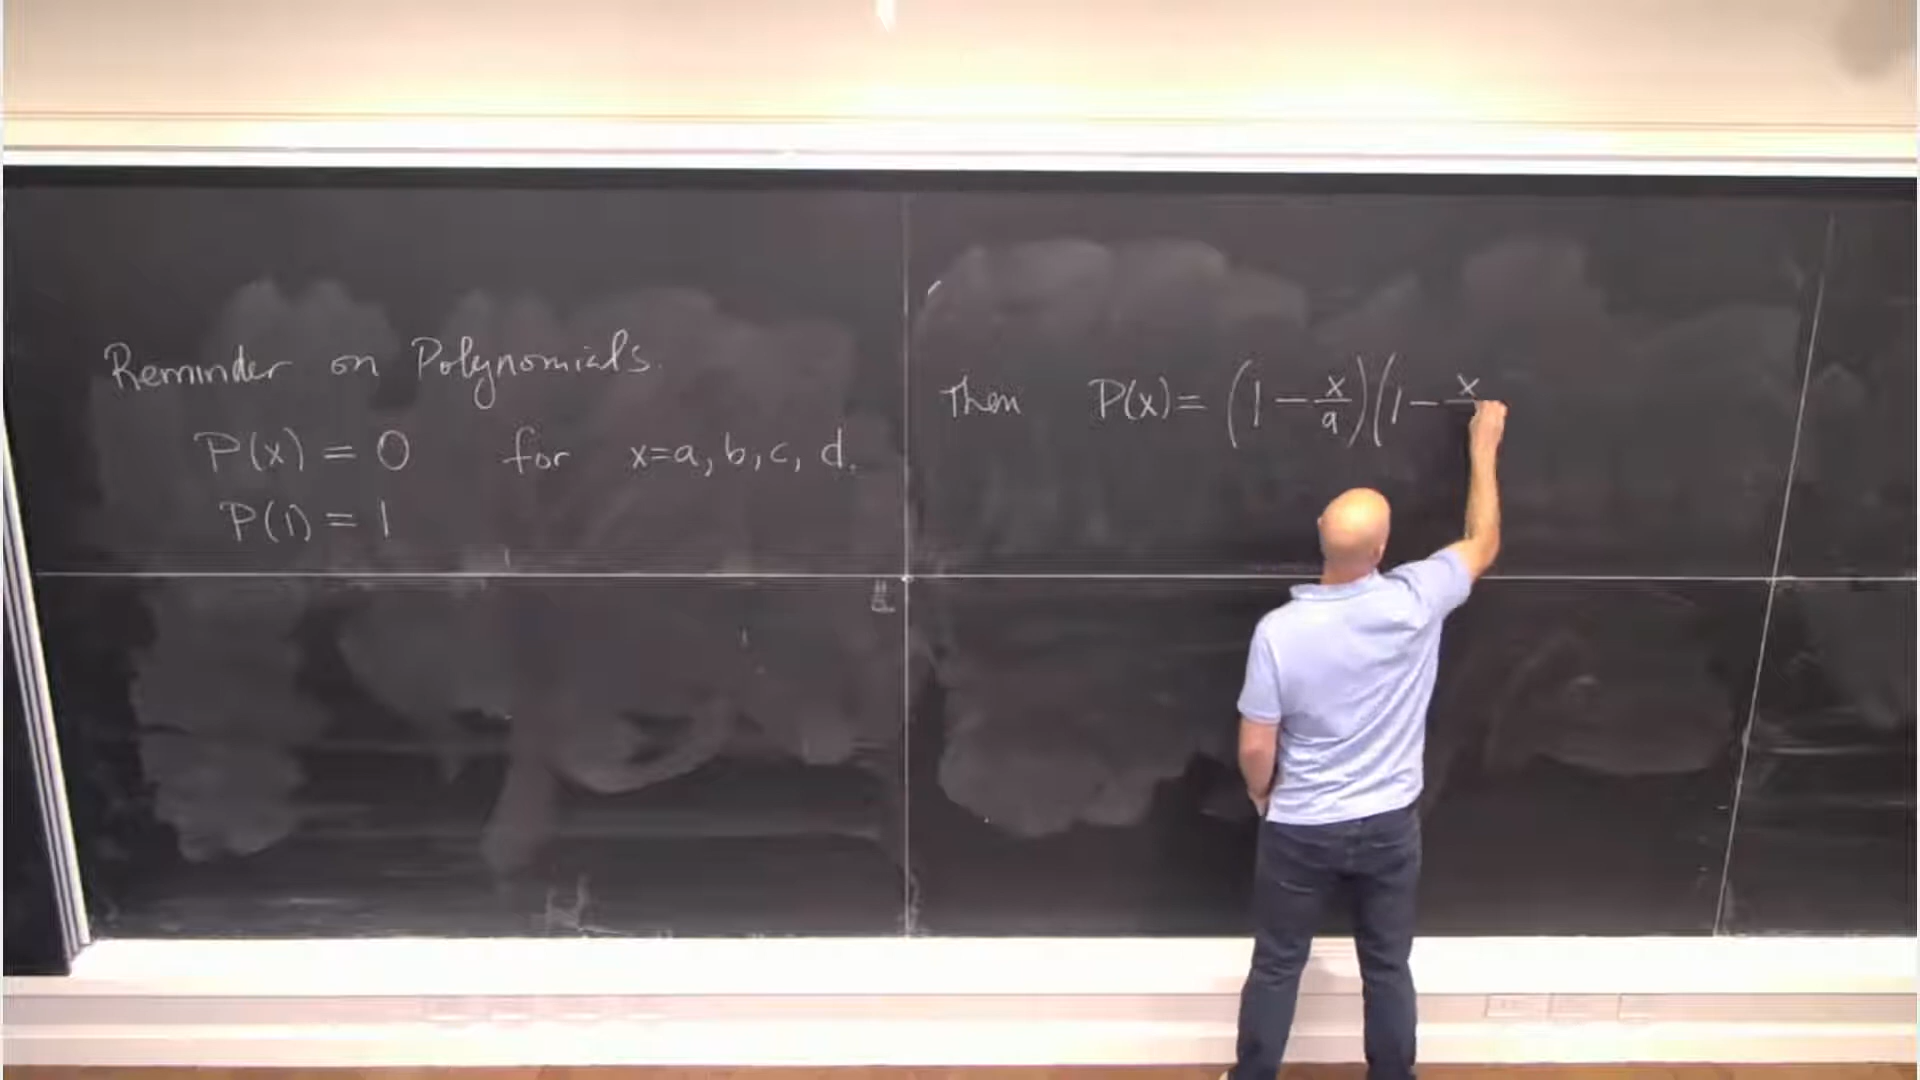 Reminder on Polynomials.
P(x) = 0 for x=a, b, c, d.
P(1) = 1
Then P(x) = (1 - x/a)(1 - x